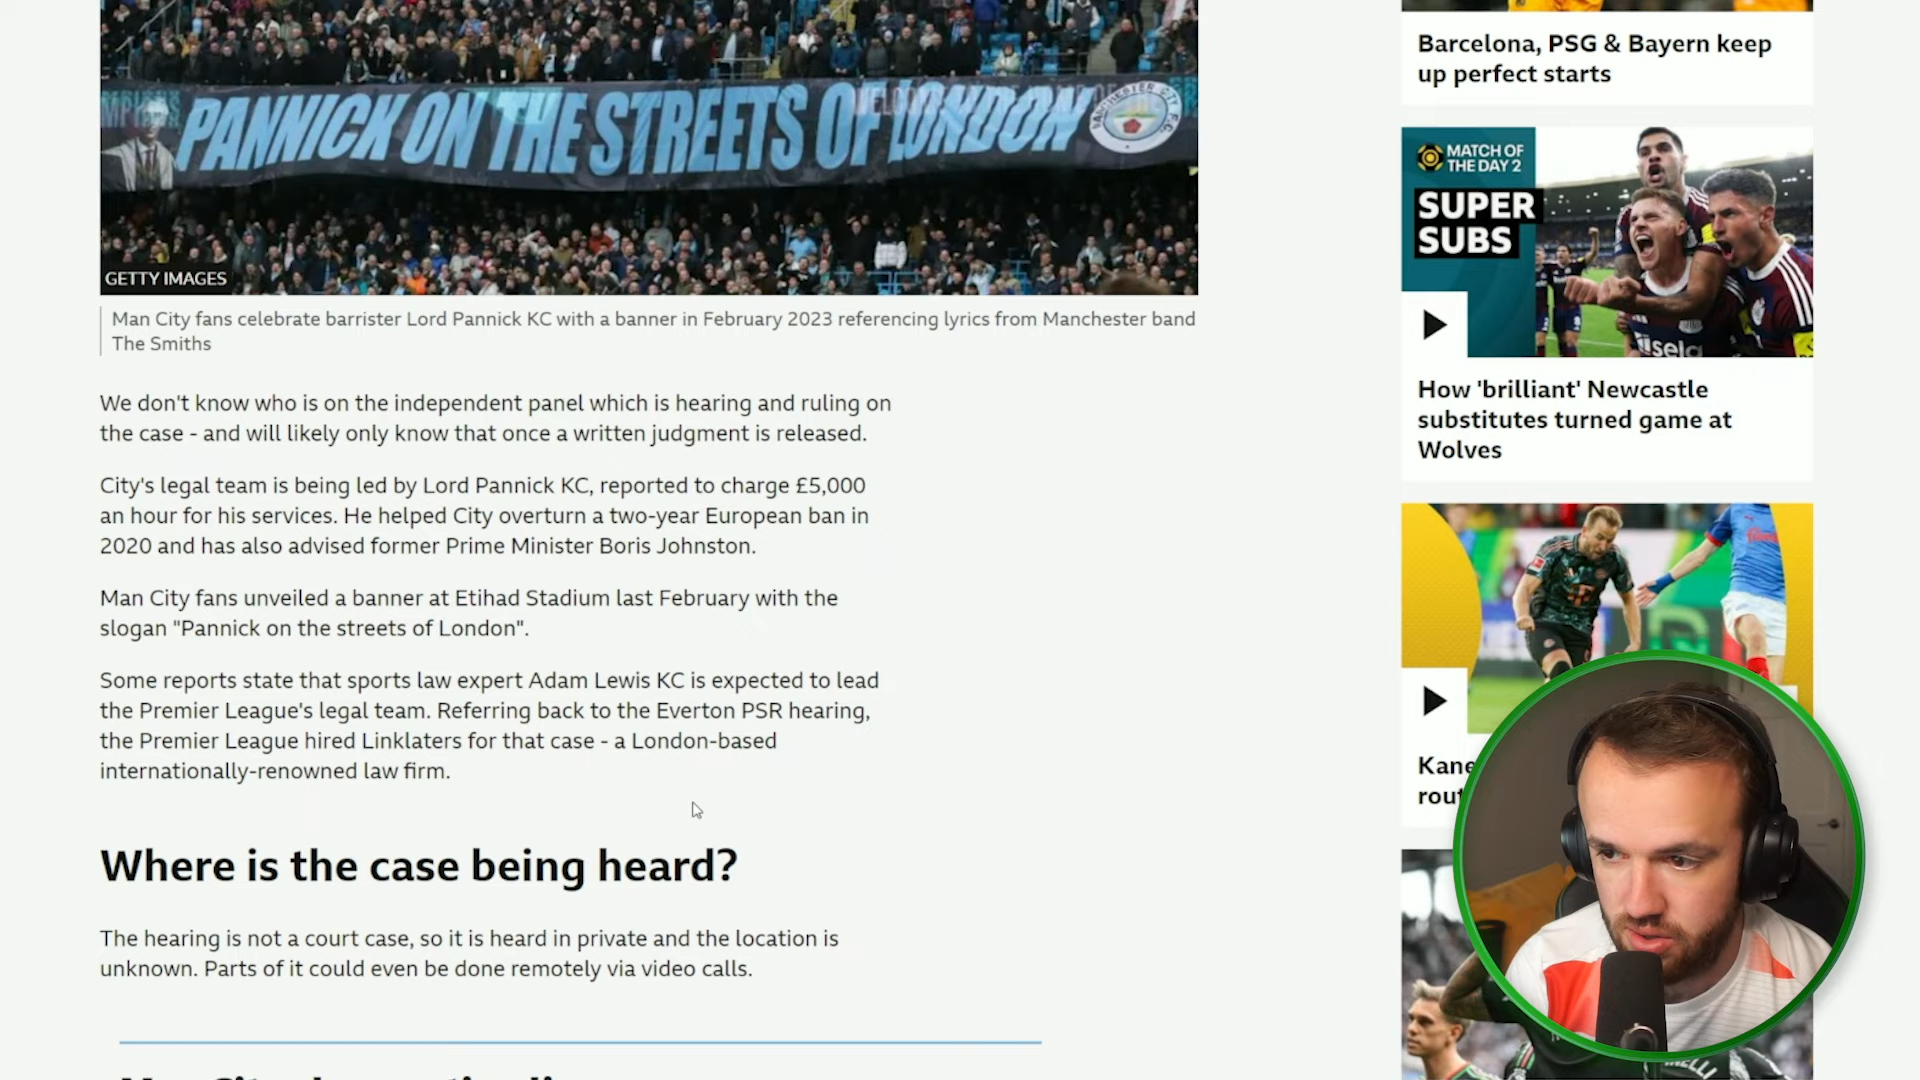 PANNICK ON THE STREETS OF LONDON
MANCHESTER CITY F.C.
GETTY IMAGES
Man City fans celebrate barrister Lord Pannick KC with a banner in February 2023 referencing lyrics from Manchester band
The Smiths
We don't know who is on the independent panel which is hearing and ruling on
the case - and will likely only know that once a written judgment is released.
City's legal team is being led by Lord Pannick KC, reported to charge £5,000
an hour for his services. He helped City overturn a two-year European ban in
2020 and has also advised former Prime Minister Boris Johnston.
Man City fans unveiled a banner at Etihad Stadium last February with the
slogan "Pannick on the streets of London".
Some reports state that sports law expert Adam Lewis KC is expected to lead
the Premier League's legal team. Referring back to the Everton PSR hearing,
the Premier League hired Linklaters for that case - a London-based
internationally-renowned law firm.
Where is the case being heard?
The hearing is not a court case, so it is heard in private and the location is
unknown. Parts of it could even be done remotely via video calls.
Barcelona, PSG & Bayern keep
up perfect starts
MATCH OF
THE DAY 2
SUPER
SUBS
sela
How 'brilliant' Newcastle
substitutes turned game at
Wolves
Kane